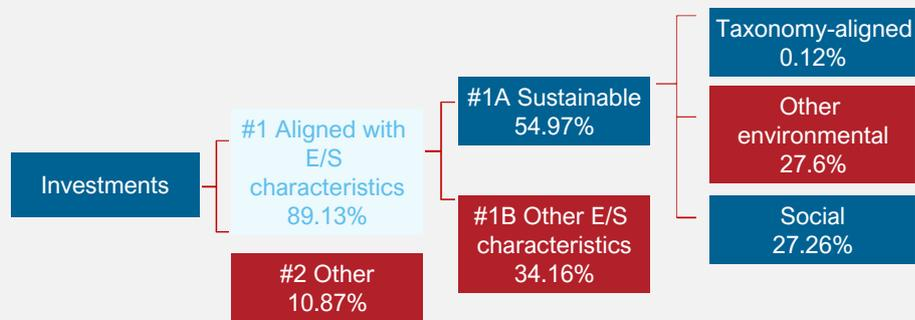 Investments
#1 Aligned with
E/S
characteristics
89.13%
#2 Other
10.87%
#1A Sustainable
54.97%
#1B Other E/S
characteristics
34.16%
Taxonomy-aligned
0.12%
Other
environmental
27.6%
Social
27.26%